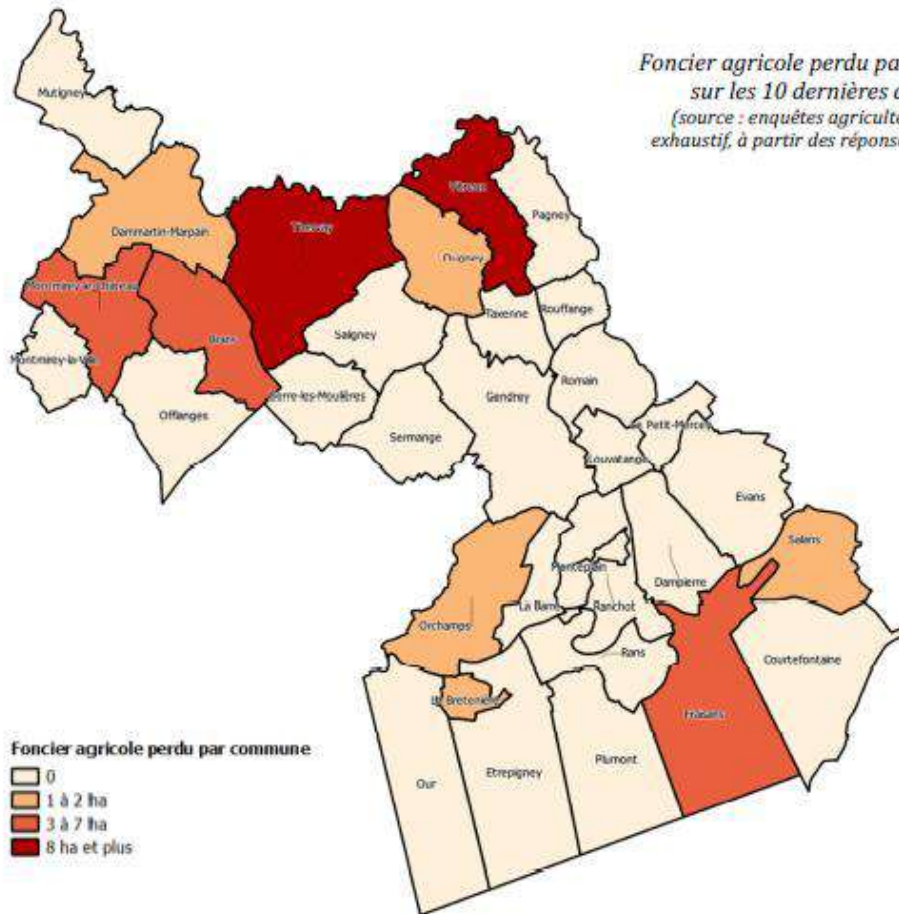 Foncier agricole perdu pa
sur les 10 dernières
(source : enquêtes agricult
exhaustif, à partir des répons
Mutigney
Vitreux
Pagney
Dammartin-Marpain
Thervay
Ougney
Montmirey-le-Château
Brans
Taxenne
Rouffange
Saligney
Montmirey-la-Ville
Romain
Offlanges
erre-les-Moulières
Gendrey
Petit-Mercey
Sermange
Louvatange
Evans
Salans
Monteplain
Dampierre
La Barre
Ranchot
Orchamps
Rans
Courtefontaine
La Bretenière
Fraisans
Foncier agricole perdu par commune
0
1 à 2 ha
3 à 7 ha
8 ha et plus
Our
Etrepigney
Plumont